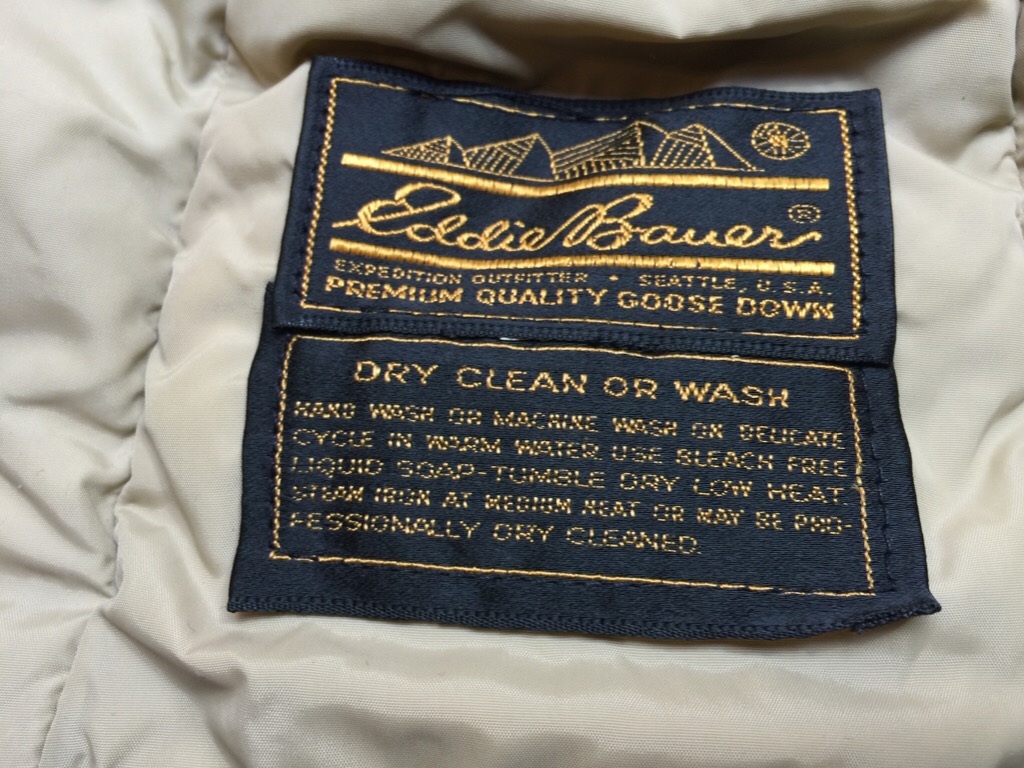 Eddie Bauer ®
EXPEDITION OUTFITTER • SEATTLE, U.S.A.
PREMIUM QUALITY GOOSE DOWN
DRY CLEAN OR WASH
HAND WASH OR MACHINE WASH ON DELICATE
CYCLE IN WARM WATER USE BLEACH FREE
LIQUID SOAP-TUMBLE DRY LOW HEAT
STEAM IRON AT MEDIUM HEAT OR MAY BE PRO-
FESSIONALLY DRY CLEANED.